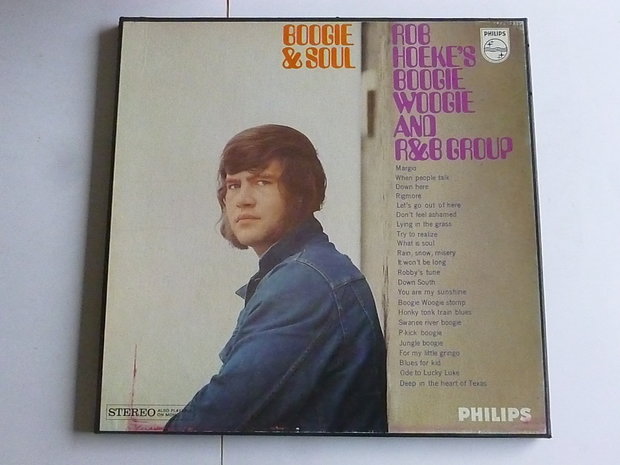 BOOGIE
& SOUL
ROB
HOEKE'S
BOOGIE
WOOGIE
AND
R&B GROUP
PHILIPS
Margio
When people talk
Down here
Rigmore
Let's go out of here
Don't feel ashamed
Lying in the grass
Try to realize
What is soul
Rain, snow, misery
It won't be long
Robby's tune
Down South
You are my sunshine
Boogie Woogie stomp
Honky tonk train blues
Swanee river boogie
P-kick boogie
Jungle boogie
For my little gringo
Blues for kid
Ode to Lucky Luke
Deep in the heart of Texas
STEREO
ALSO
ON MONO
PHILIPS